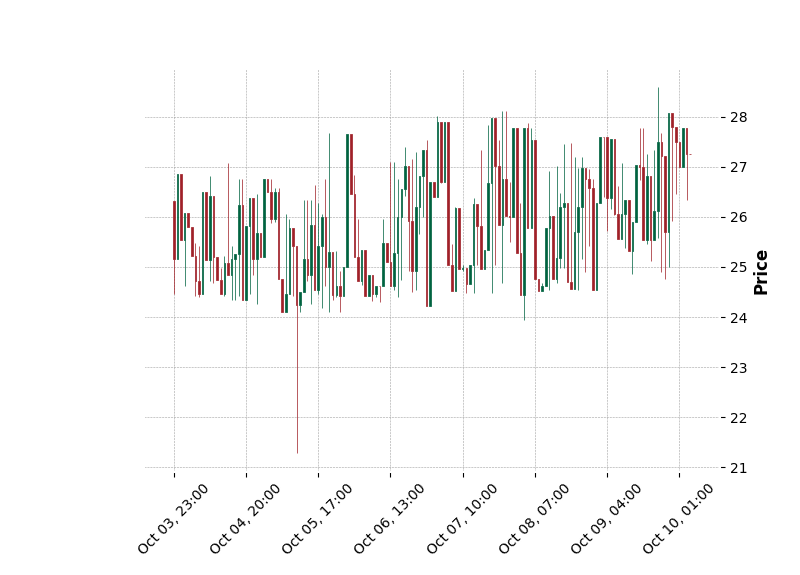 28
27
26
25
24
23
22
21
Price
Oct 03, 23:00
Oct 04, 20:00
Oct 05, 17:00
Oct 06, 13:00
Oct 07, 10:00
Oct 08, 07:00
Oct 09, 04:00
Oct 10, 01:00